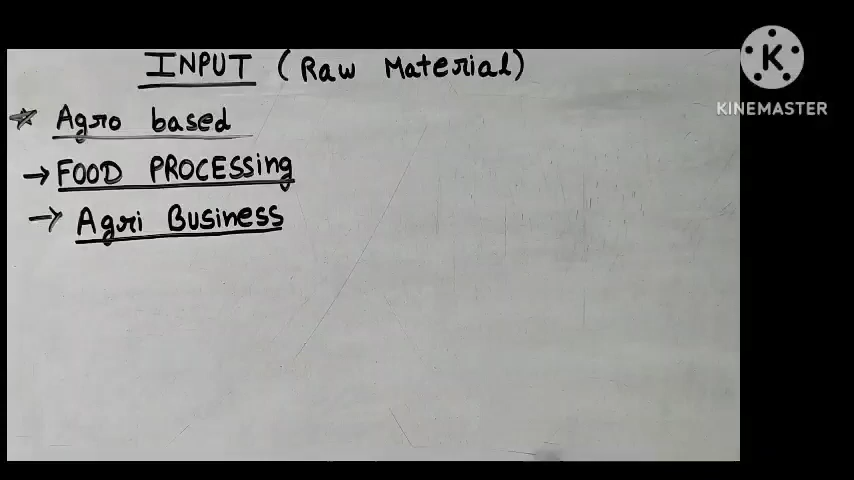 INPUT (Raw Material)
* Agro based
→ FOOD PROCESSing
→ Agri Business
K
KINEMASTER